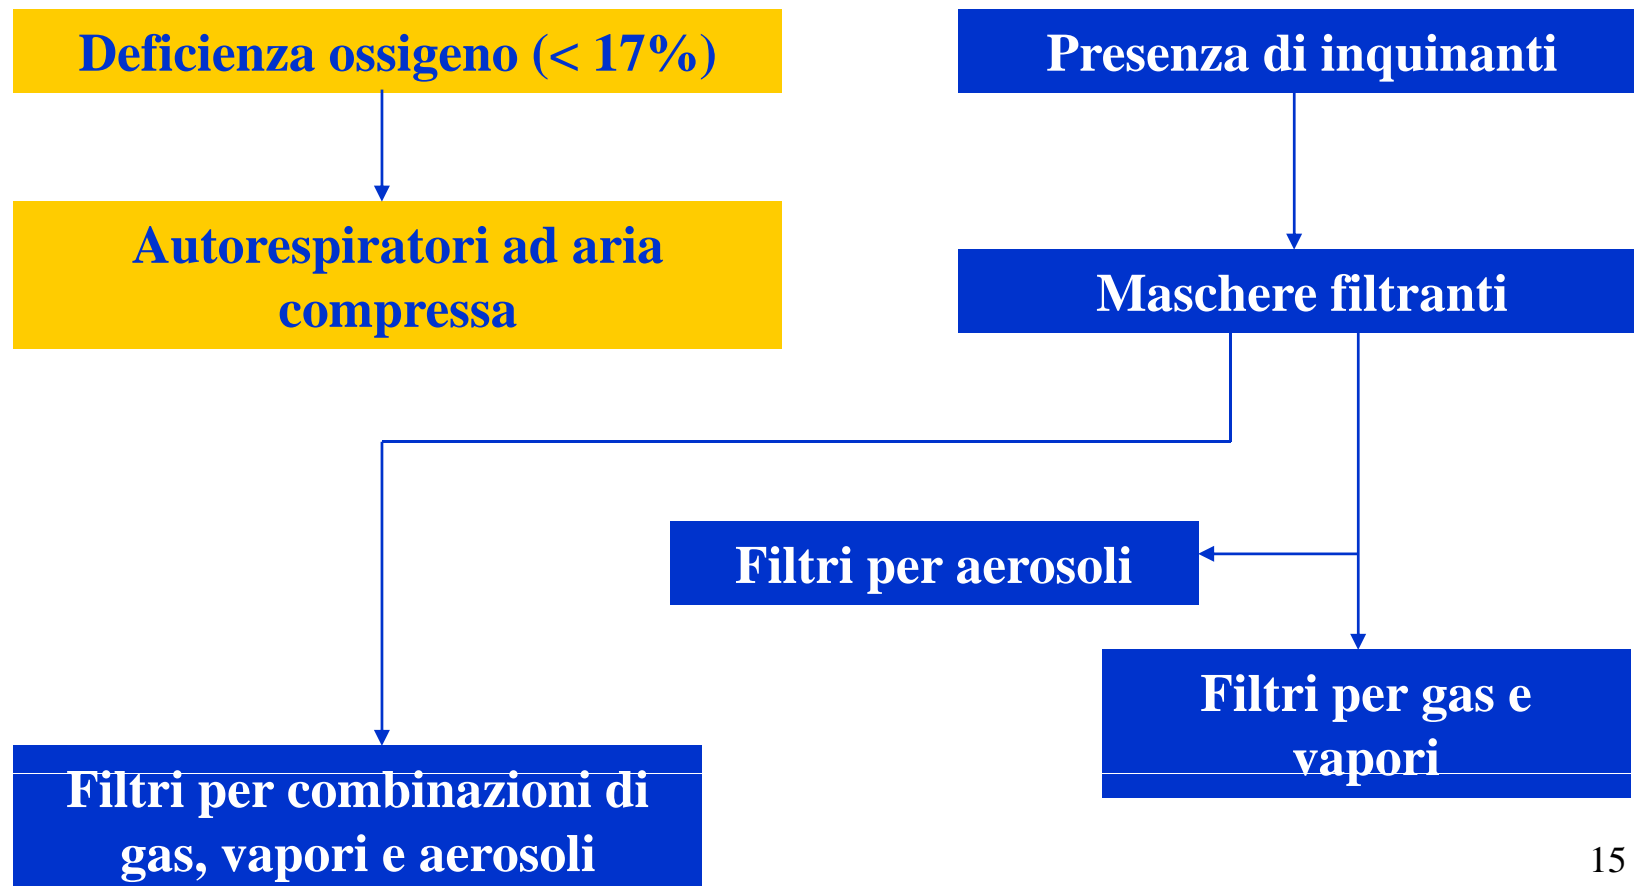 Deficienza ossigeno (< 17%)
Presenza di inquinanti
Autorespiratori ad aria
compressa
Maschere filtranti
Filtri per aerosoli
Filtri per gas e
vapori
Filtri per combinazioni di
gas, vapori e aerosoli
15